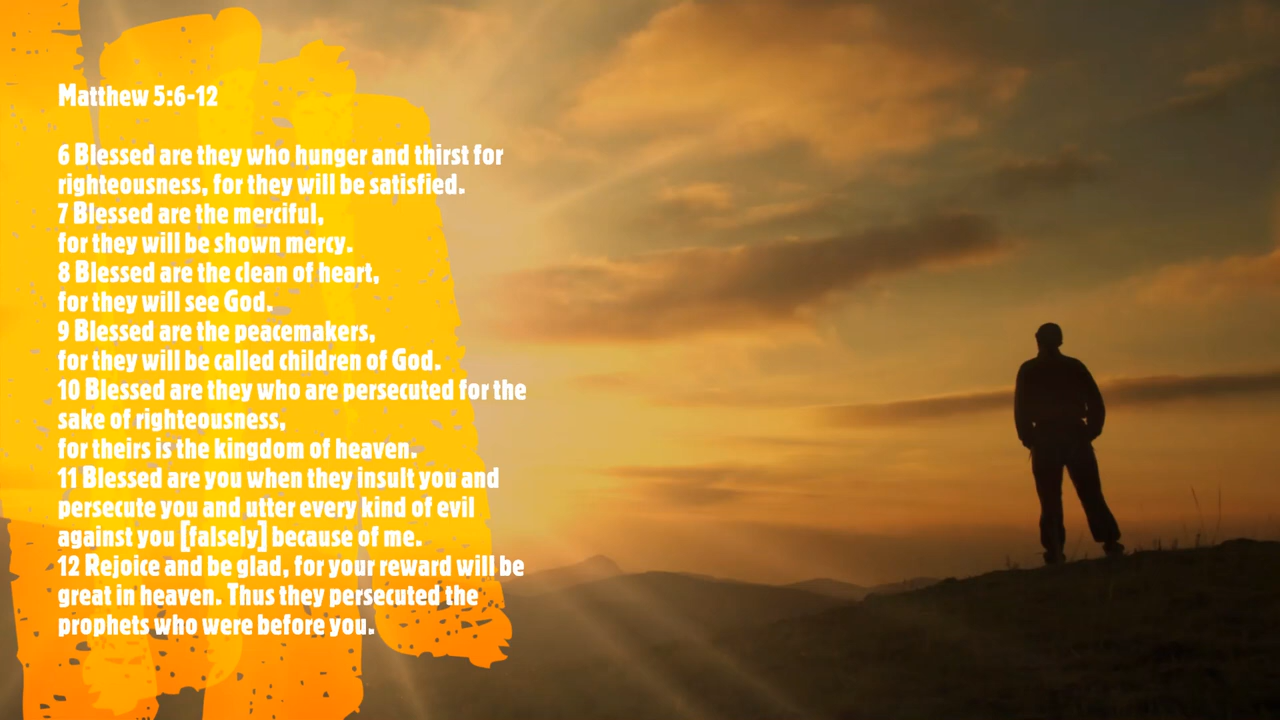 Matthew 5:6-12
6 Blessed are they who hunger and thirst for
righteousness, for they will be satisfied.
7 Blessed are the merciful,
for they will be shown mercy.
8 Blessed are the clean of heart,
for they will see God.
9 Blessed are the peacemakers,
for they will be called children of God.
10 Blessed are they who are persecuted for the
sake of righteousness,
for theirs is the kingdom of heaven.
11 Blessed are you when they insult you and
persecute you and utter every kind of evil
against you [falsely] because of me.
12 Rejoice and be glad, for your reward will be
great in heaven. Thus they persecuted the
prophets who were before you.